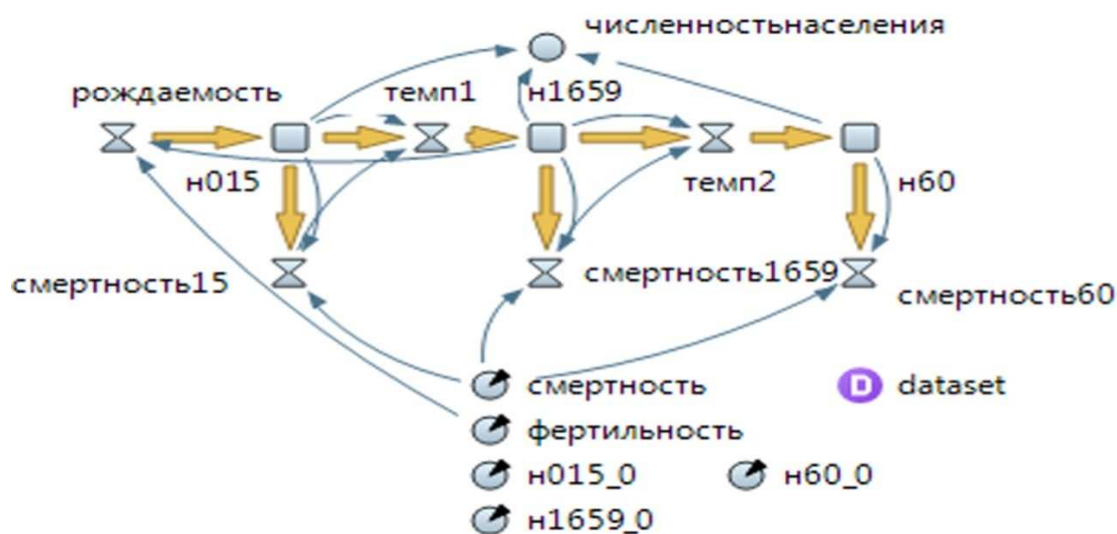 численностьнаселения
рождаемость темп1 н1659
н015 темп2 н60
смертность15 смертность1659 смертность60
смертность D dataset
фертильность
н015_0 н60_0
н1659_0